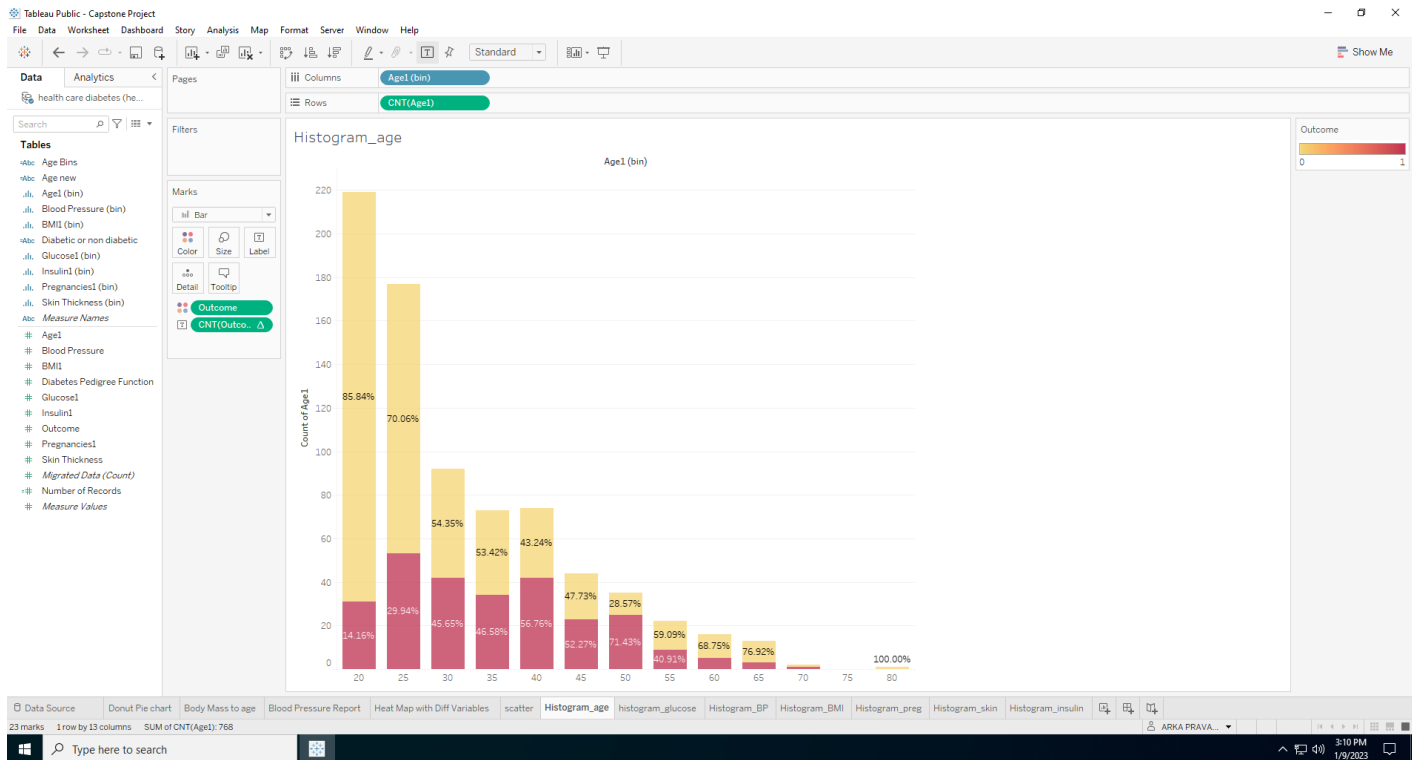 Tableau Public - Capstone Project
File Data Worksheet Dashboard Story Analysis Map Format Server Window Help
Standard
Show Me
Data Analytics
health care diabetes (he...
Search
Tables
Abc Age Bins
Abc Age new
Age1 (bin)
Blood Pressure (bin)
BMI1 (bin)
Abc Diabetic or non diabetic
Glucose1 (bin)
Insulin1 (bin)
Pregnancies1 (bin)
Skin Thickness (bin)
Abc Measure Names
# Age1
# Blood Pressure
# BMI1
# Diabetes Pedigree Function
# Glucose1
# Insulin1
# Outcome
# Pregnancies1
# Skin Thickness
# Migrated Data (Count)
# Number of Records
# Measure Values
Pages
Filters
Marks
Bar
Color Size Label
Detail Tooltip
Outcome
CNT(Outco.. Δ
Columns Age1 (bin)
Rows CNT(Age1)
Histogram_age
Age1 (bin)
Count of Age1
220
200
180
160
140
120
100
80
60
40
20
0
85.84%
70.06%
54.35%
53.42%
43.24%
47.73%
28.57%
59.09%
68.75%
76.92%
100.00%
14.16%
29.94%
45.65%
46.58%
56.76%
52.27%
71.43%
40.91%
20 25 30 35 40 45 50 55 60 65 70 75 80
Outcome
0 1
Data Source Donut Pie chart Body Mass to age Blood Pressure Report Heat Map with Diff Variables scatter Histogram_age histogram_glucose Histogram_BP Histogram_BMI Histogram_preg Histogram_skin Histogram_insulin
23 marks 1 row by 13 columns SUM of CNT(Age1): 768
ARKA PRAVA...
Type here to search
3:10 PM
1/9/2023